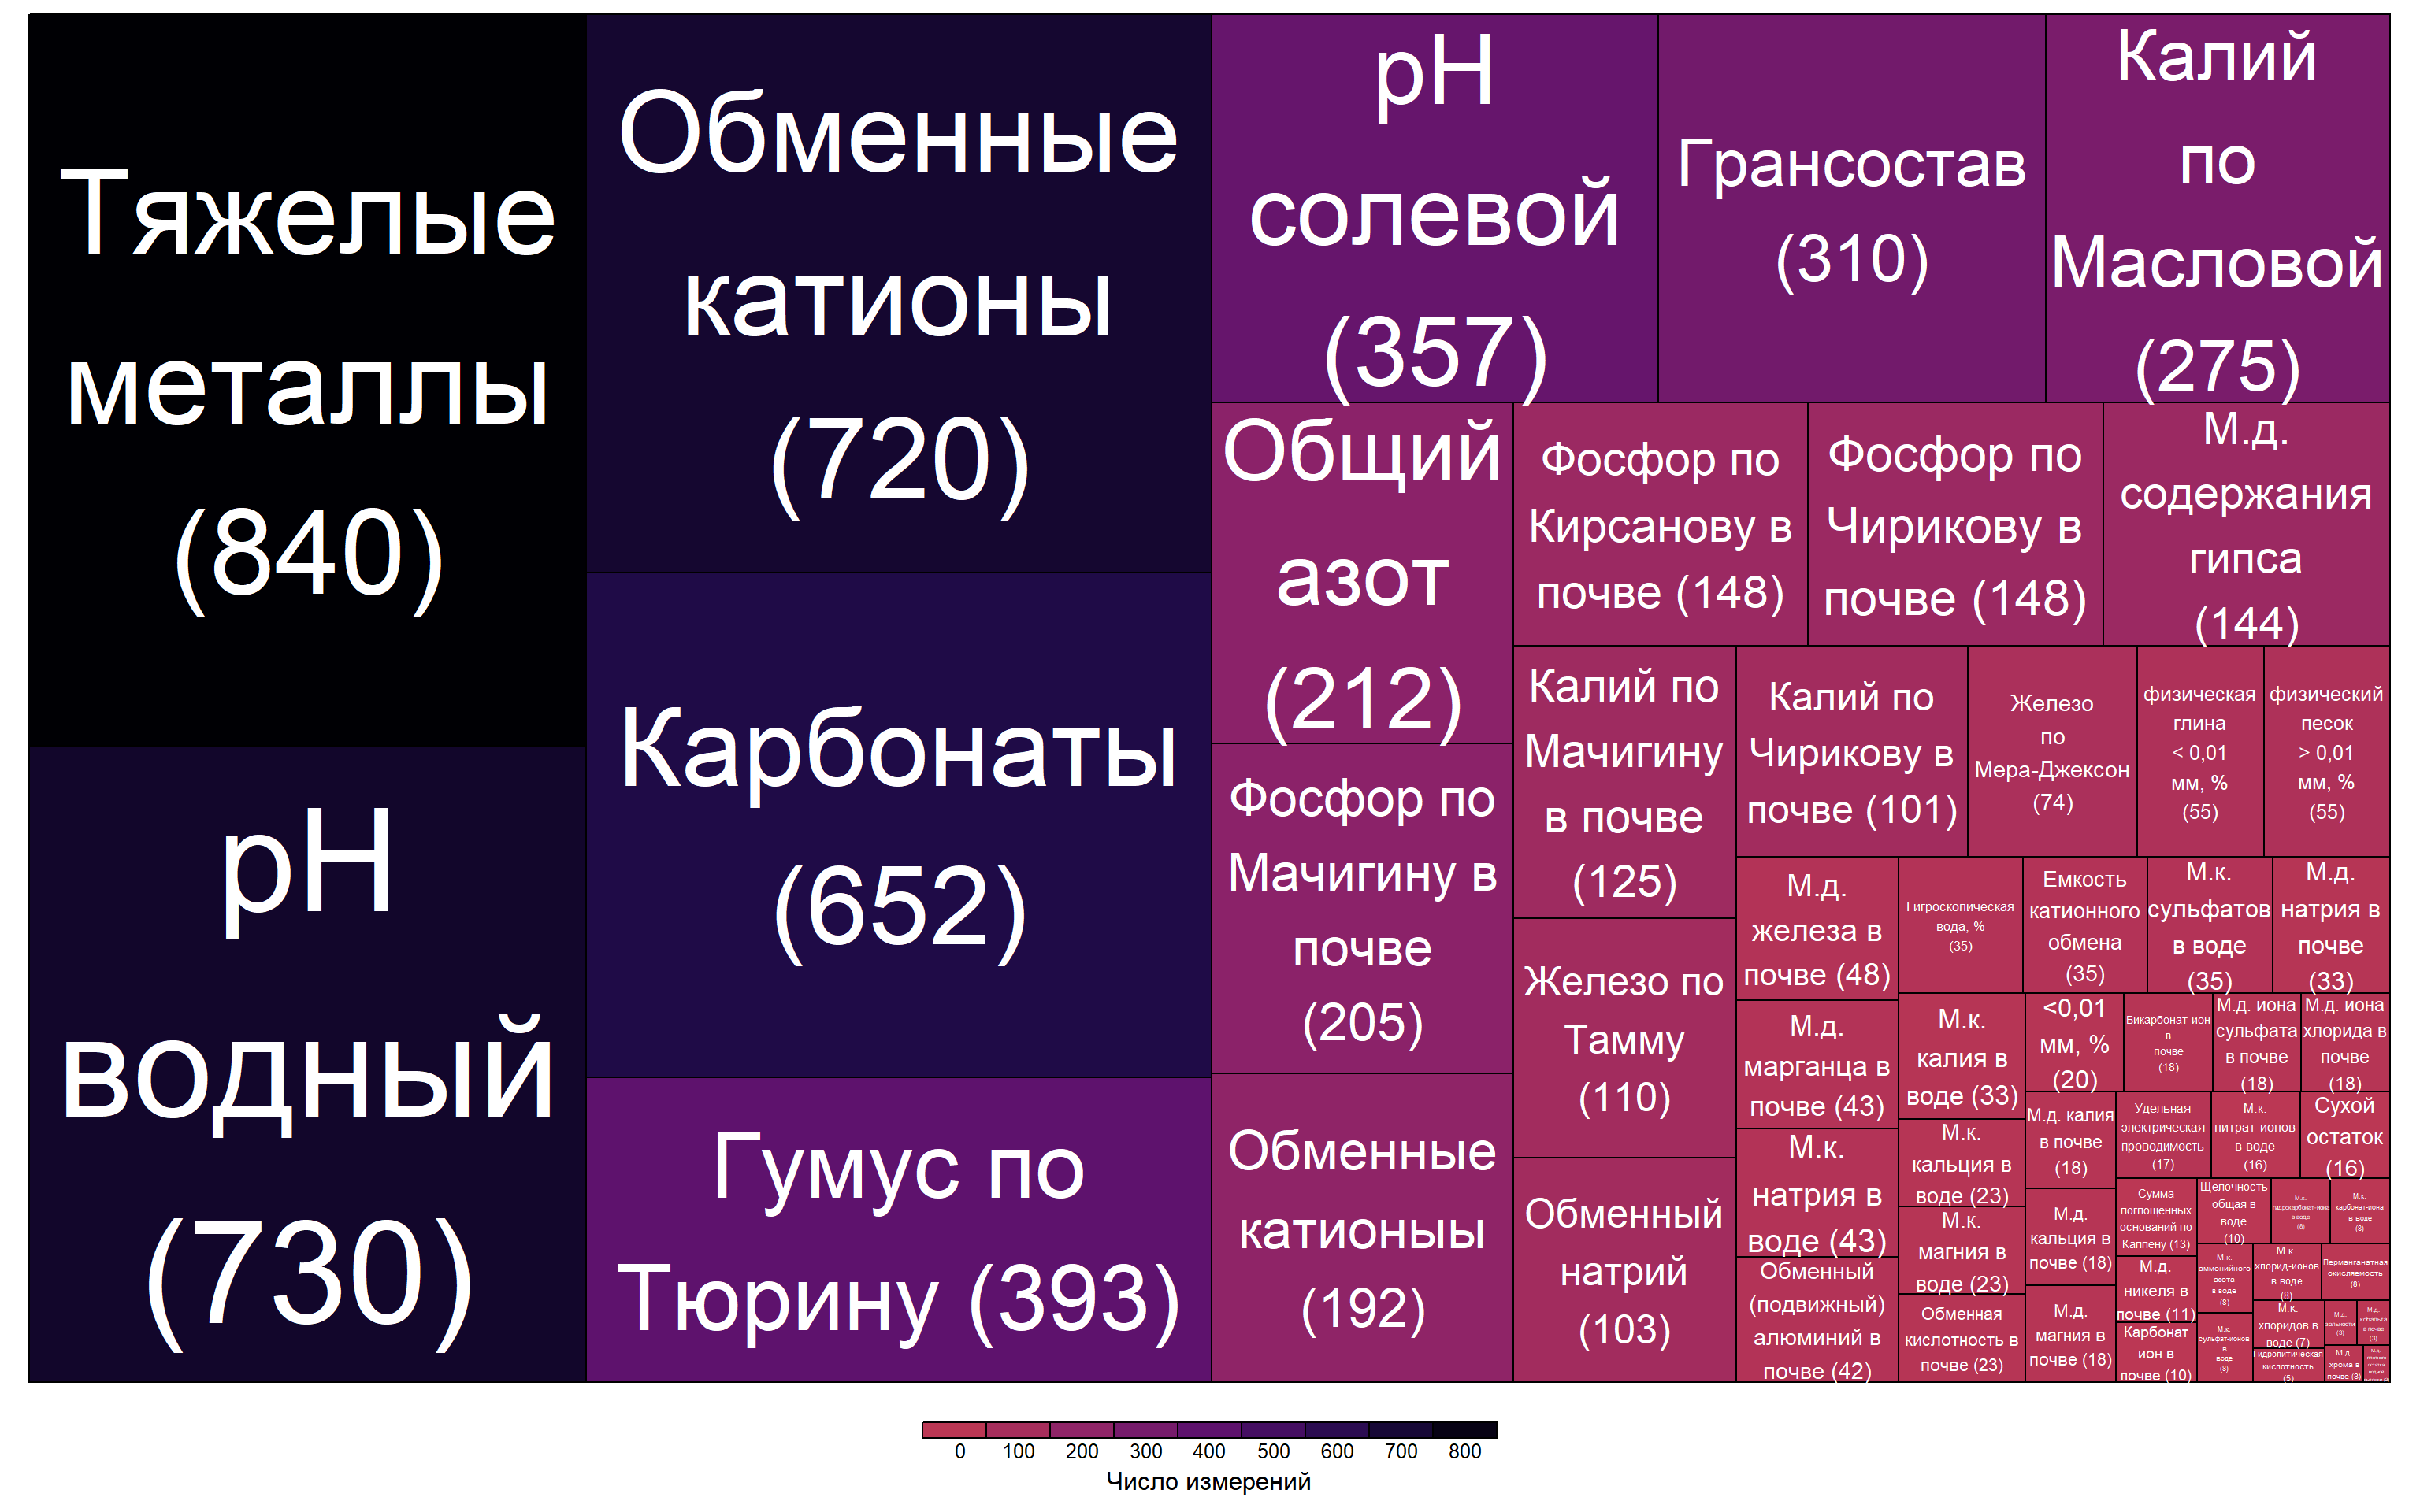 Тяжелые
металлы
(840)
pH
водный
(730)
Обменные
катионы
(720)
Карбонаты
(652)
Гумус по
Тюрину (393)
pH
солевой
(357)
Грансостав
(310)
Калий
по
Масловой
(275)
Общий
азот
(212)
Фосфор по
Мачигину в
почве
(205)
Обменные
катионыы
(192)
Фосфор по
Кирсанову в
почве (148)
Фосфор по
Чирикову в
почве (148)
М.д.
содержания
гипса
(144)
Калий по
Мачигину
в почве
(125)
Железо по
Тамму
(110)
Обменный
натрий
(103)
Калий по
Чирикову в
почве (101)
Железо
по
Мера-Джексон
(74)
физическая
глина
< 0,01
мм, %
(55)
физический
песок
> 0,01
мм, %
(55)
М.д.
железа в
почве (48)
М.д.
марганца в
почве (43)
М.к.
натрия в
воде (43)
Обменный
(подвижный)
алюминий в
почве (42)
Гигроскопическая
вода, %
(35)
Емкость
катионного
обмена
(35)
М.к.
сульфатов
в воде
(35)
М.д.
натрия в
почве
(33)
М.к.
калия в
воде (33)
М.к.
кальция в
воде (23)
М.к.
магния в
воде (23)
Обменная
кислотность в
почве (23)
<0,01
мм, %
(20)
Бикарбонат-ион
в
почве
(18)
М.д. иона
сульфата
в почве
(18)
М.д. иона
хлорида в
почве
(18)
М.д. калия
в почве
(18)
М.д.
кальция в
почве (18)
М.д.
магния в
почве (18)
Удельная
электрическая
проводимость
(17)
М.к.
нитрат-ионов
в воде
(16)
Сухой
остаток
(16)
Сумма
поглощенных
оснований по
Каппену (13)
М.д.
никеля в
почве (11)
Карбонат
ион в
почве (10)
Щелочность
общая в
воде
(10)
М.к.
гидрокарбонат-иона
в воде
(8)
М.к.
карбонат-иона
в воде
(8)
М.к.
аммонийного
азота
в воде
(8)
М.к.
хлорид-ионов
в воде
(8)
Перманганатная
окисляемость
(8)
М.к.
сульфат-ионов
в
воде
(8)
М.к.
хлоридов в
воде (7)
Гидролитическая
кислотность
(5)
М.д.
зольности
(3)
М.д.
кобальта
в почве
(3)
М.д.
хрома в
почве (3)
М.д.
0 100 200 300 400 500 600 700 800
Число измерений